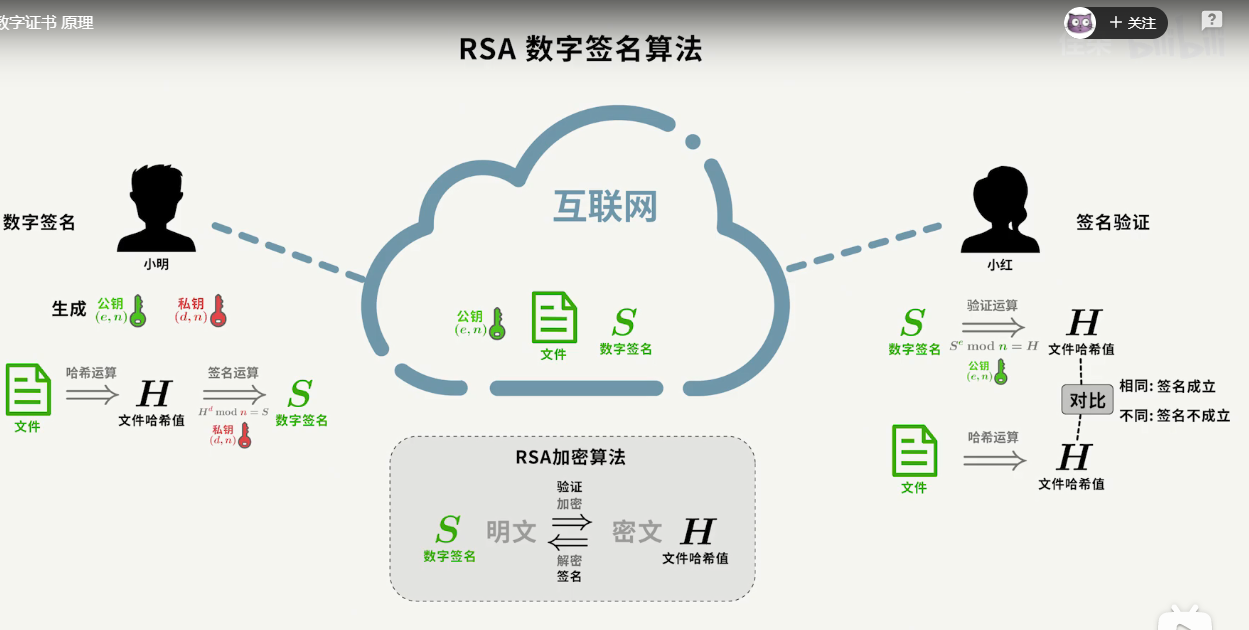 数字证书 原理
+ 关注
?
RSA 数字签名算法
互联网
数字签名
小明
生成
公钥
(e, n)
私钥
(d, n)
文件
哈希运算
H
文件哈希值
签名运算
H^d mod n = S
私钥
(d, n)
S
数字签名
公钥
(e, n)
文件
S
数字签名
小红
签名验证
S
数字签名
验证运算
S^e mod n = H
公钥
(e, n)
H
文件哈希值
对比
相同: 签名成立
不同: 签名不成立
文件
哈希运算
H
文件哈希值
RSA加密算法
验证
加密
S
数字签名
明文
密文
H
文件哈希值
解密
签名